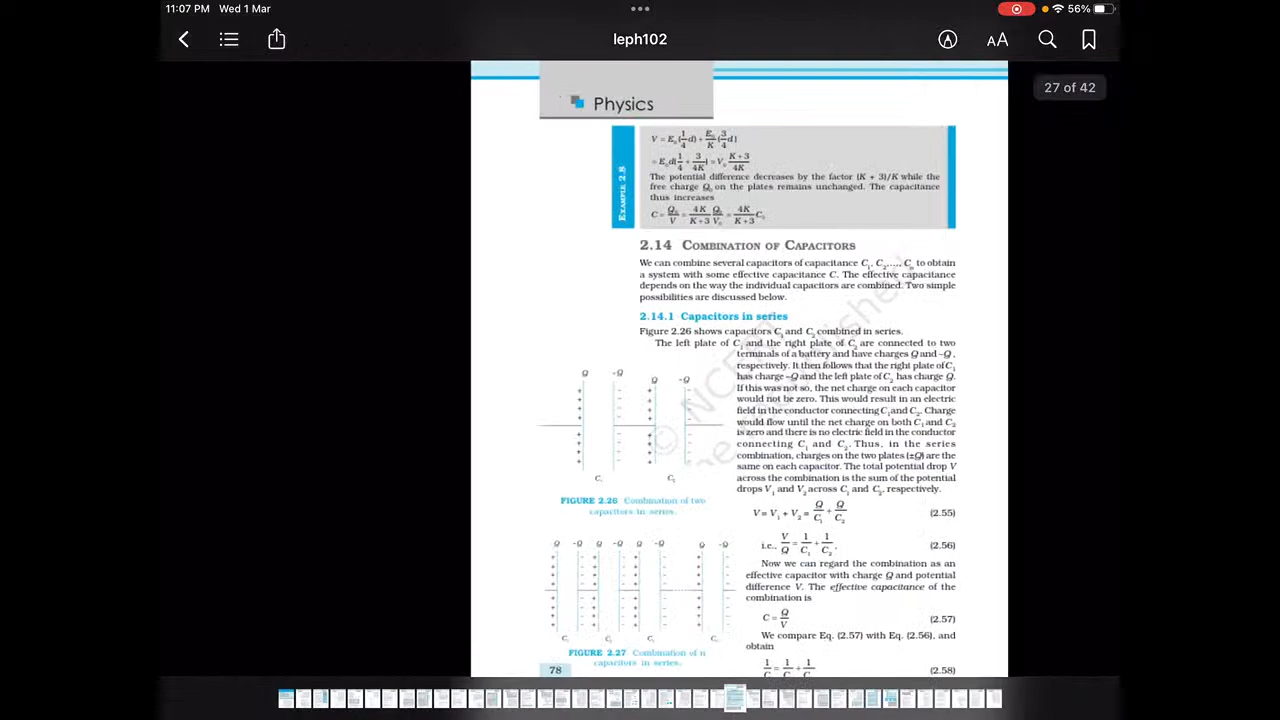 11:07 PM Wed 1 Mar
56%
leph102
AA
27 of 42
Physics
EXAMPLE 2.8
V = E₀(1/4 d) + E₀/K (3/4 d)
= E₀d(1/4 + 3/4K) = V₀ K+3/4K
The potential difference decreases by the factor (K + 3)/K while the
free charge Q₀ on the plates remains unchanged. The capacitance
thus increases
C = Q₀/V = 4K/K+3 Q₀/V₀ = 4K/K+3 C₀
2.14 COMBINATION OF CAPACITORS
We can combine several capacitors of capacitance C₁, C₂,…., Cₙ to obtain
a system with some effective capacitance C. The effective capacitance
depends on the way the individual capacitors are combined. Two simple
possibilities are discussed below.
2.14.1 Capacitors in series
Figure 2.26 shows capacitors C₁ and C₂ combined in series.
The left plate of C₁ and the right plate of C₂ are connected to two
terminals of a battery and have charges Q and –Q,
respectively. It then follows that the right plate of C₁
has charge –Q and the left plate of C₂ has charge Q.
If this was not so, the net charge on each capacitor
would not be zero. This would result in an electric
field in the conductor connecting C₁and C₂. Charge
would flow until the net charge on both C₁ and C₂
is zero and there is no electric field in the conductor
connecting C₁ and C₂. Thus, in the series
combination, charges on the two plates (±Q) are the
same on each capacitor. The total potential drop V
across the combination is the sum of the potential
drops V₁ and V₂ across C₁ and C₂, respectively.
Q -Q Q -Q
C₁ C₂
FIGURE 2.26 Combination of two
capacitors in series.
V = V₁ + V₂ = Q/C₁ + Q/C₂ (2.55)
i.e., V/Q = 1/C₁ + 1/C₂, (2.56)
Now we can regard the combination as an
effective capacitor with charge Q and potential
difference V. The effective capacitance of the
combination is
C = Q/V (2.57)
We compare Eq. (2.57) with Eq. (2.56), and
obtain
1/C = 1/C + 1/C (2.58)
Q -Q Q -Q Q -Q Q -Q
C₁ C₂ C₃ Cₙ
FIGURE 2.27 Combination of n
capacitors in series.
78
© NCERT